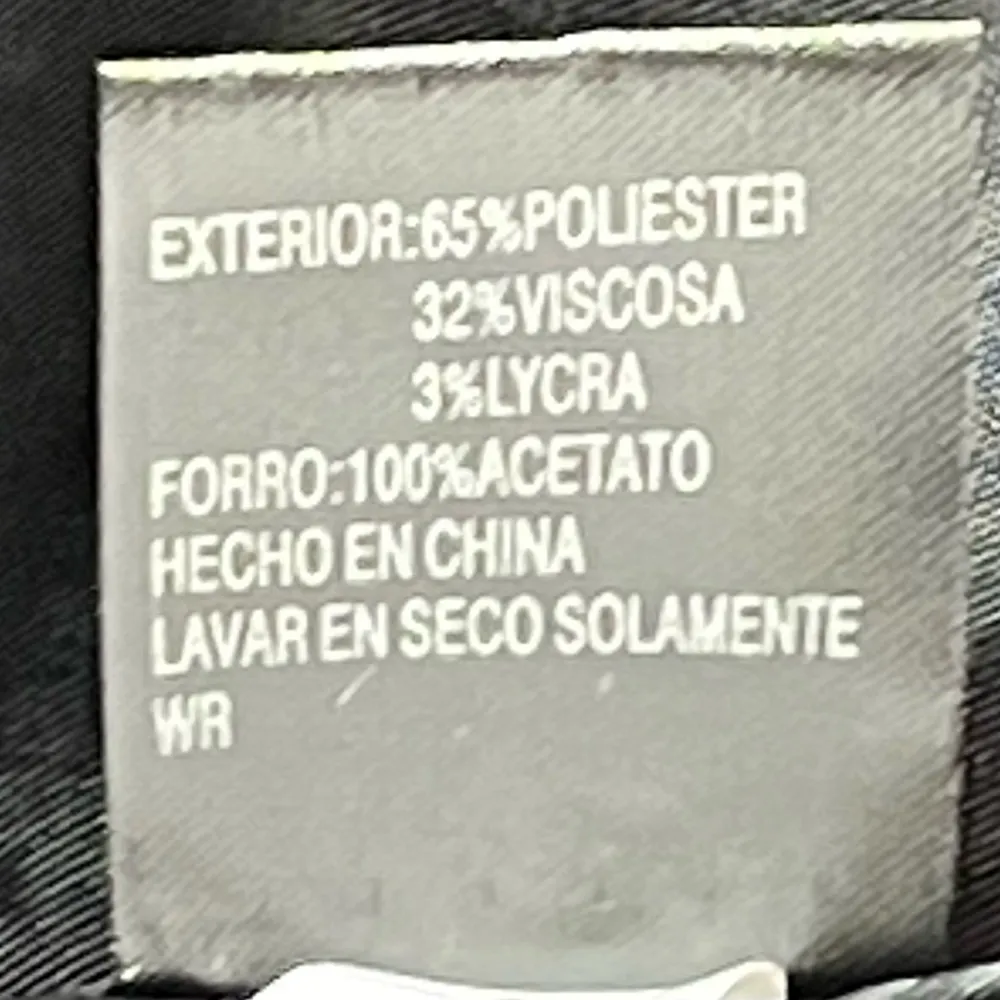 EXTERIOR:65%POLIESTER
32%VISCOSA
3%LYCRA
FORRO:100%ACETATO
HECHO EN CHINA
LAVAR EN SECO SOLAMENTE
WR